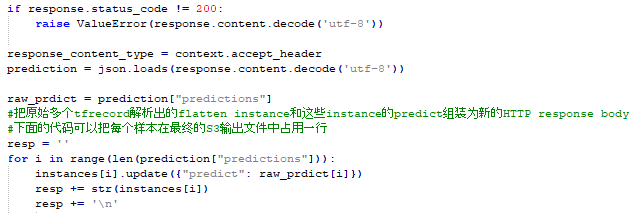 if response.status_code != 200:
    raise ValueError(response.content.decode('utf-8'))
response_content_type = context.accept_header
prediction = json.loads(response.content.decode('utf-8'))
raw_prdict = prediction["predictions"]
#把原始多个tfrecord解析出的flatten instance和这些instance的predict组装为新的HTTP response body
#下面的代码可以把每个样本在最终的S3输出文件中占用一行
resp = ''
for i in range(len(prediction["predictions"])):
    instances[i].update({"predict": raw_prdict[i]})
    resp += str(instances[i])
    resp += '\n'